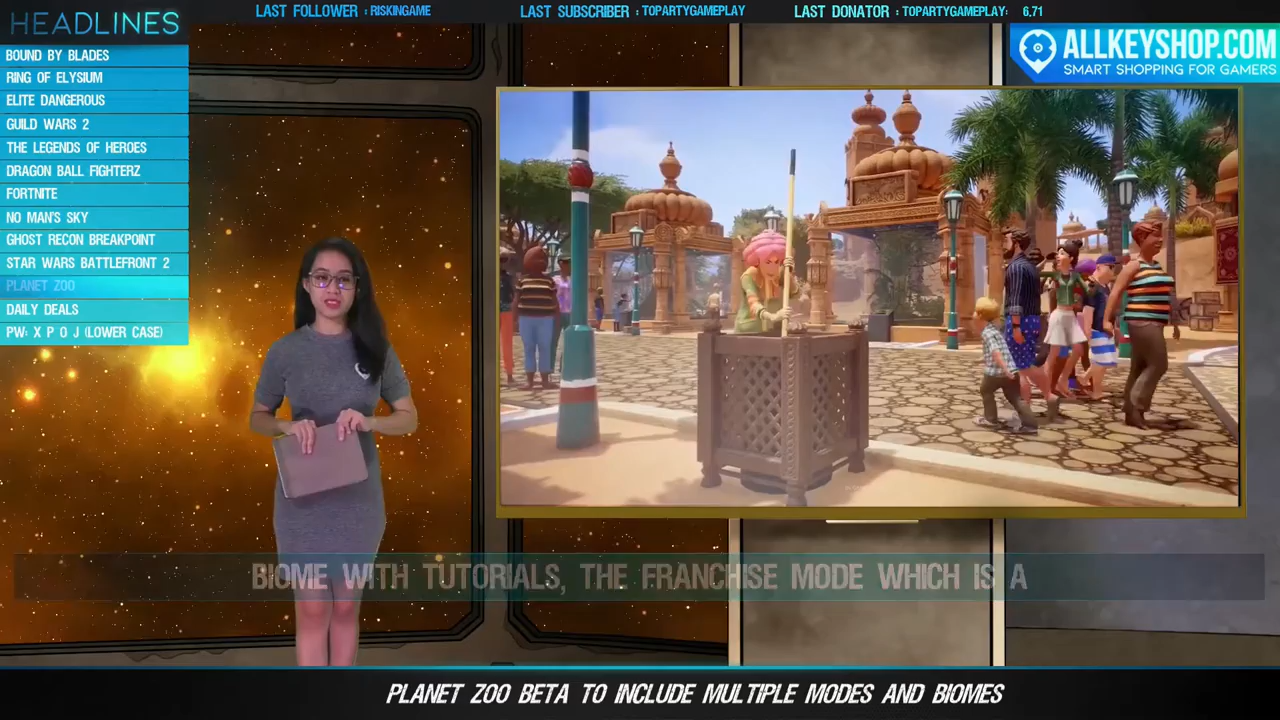 HEADLINES
LAST FOLLOWER : RISKINGAME
LAST SUBSCRIBER : TOPARTYGAMEPLAY
LAST DONATOR : TOPARTYGAMEPLAY: 6,71
ALLKEYSHOP.COM
SMART SHOPPING FOR GAMERS
BOUND BY BLADES
RING OF ELYSIUM
ELITE DANGEROUS
GUILD WARS 2
THE LEGENDS OF HEROES
DRAGON BALL FIGHTERZ
FORTNITE
NO MAN'S SKY
GHOST RECON BREAKPOINT
STAR WARS BATTLEFRONT 2
PLANET ZOO
DAILY DEALS
PW: X P O J (LOWER CASE)
BIOME WITH TUTORIALS, THE FRANCHISE MODE WHICH IS A
PLANET ZOO BETA TO INCLUDE MULTIPLE MODES AND BIOMES